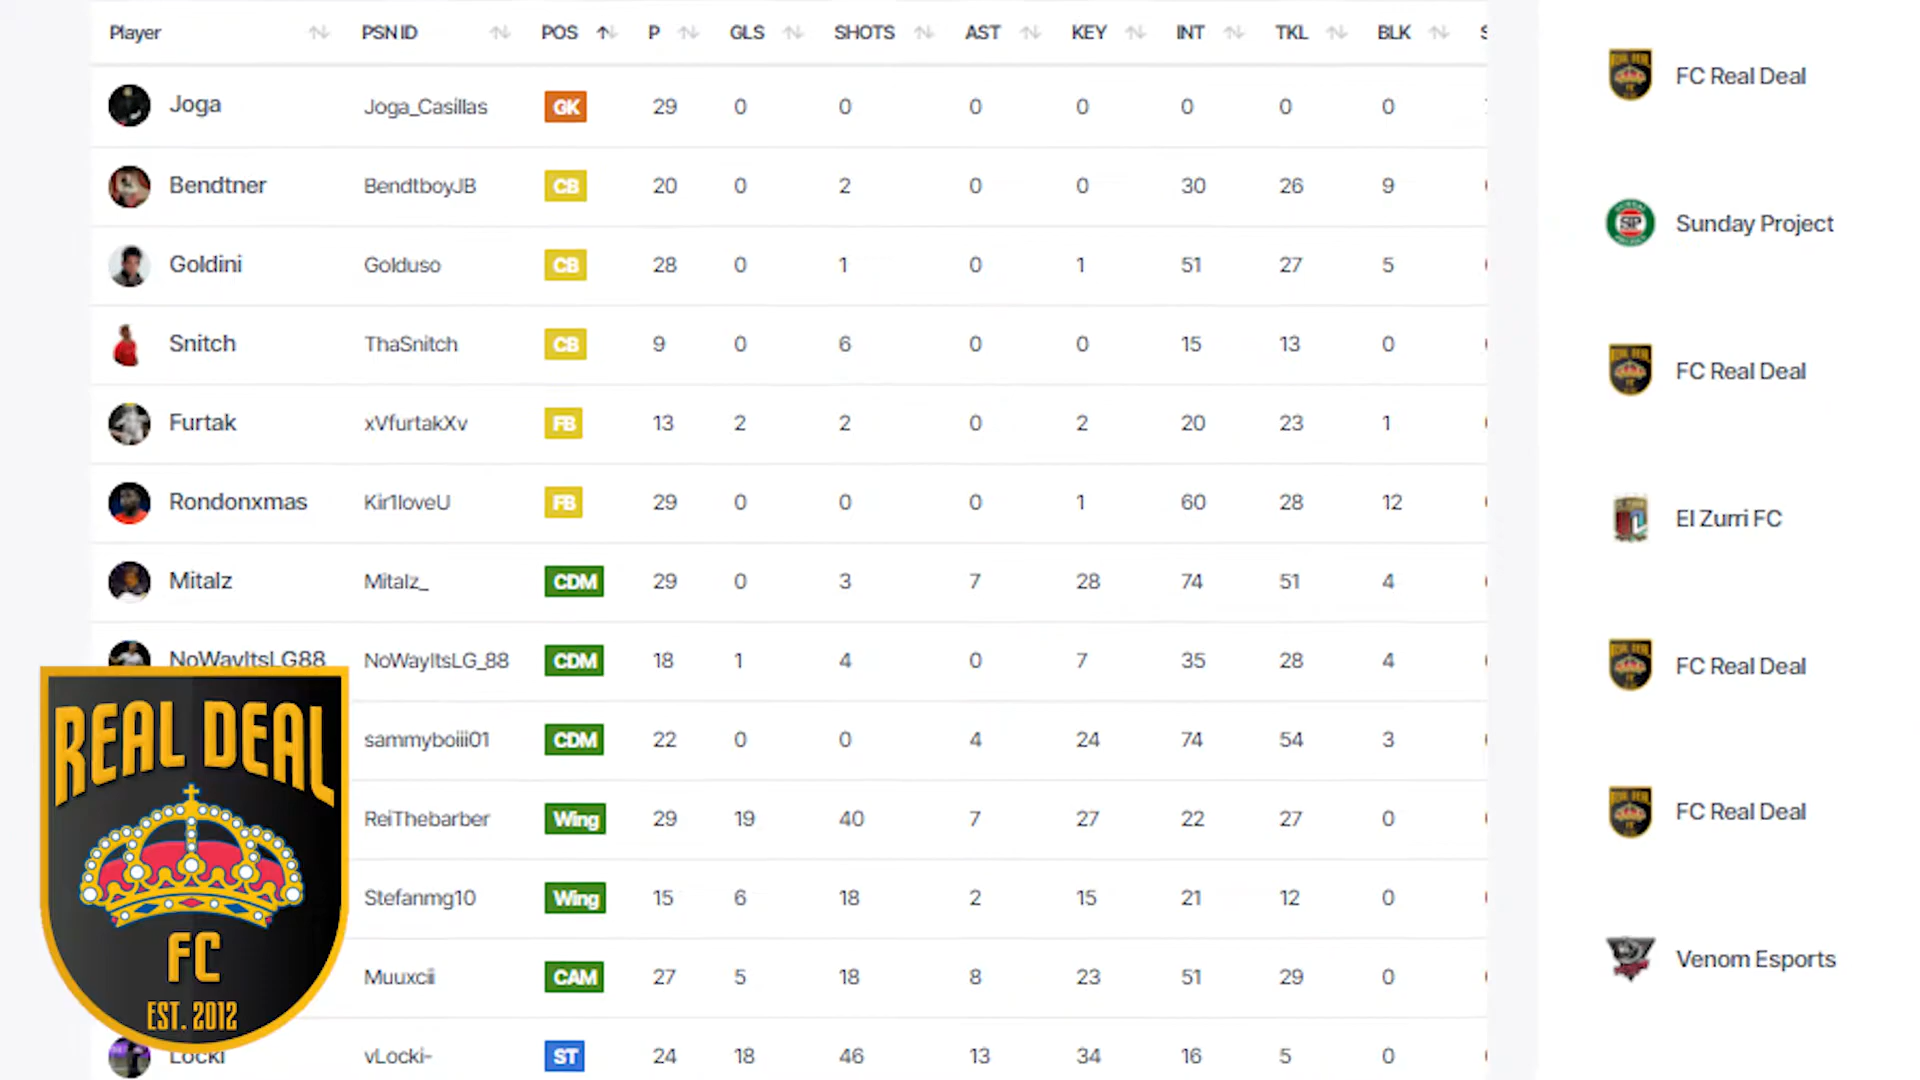 Player PSN ID POS P GLS SHOTS AST KEY INT TKL BLK
Joga Joga_Casillas GK 29 0 0 0 0 0 0 0
Bendtner BendtboyJB CB 20 0 2 0 0 30 26 9
Goldini Golduso CB 28 0 1 0 1 51 27 5
Snitch ThaSnitch CB 9 0 6 0 0 15 13 0
Furtak xVfurtakXv FB 13 2 2 0 2 20 23 1
Rondonxmas Kir1loveU FB 29 0 0 0 1 60 28 12
Mitalz Mitalz_ CDM 29 0 3 7 28 74 51 4
NoWayItsLG88 NoWayItsLG_88 CDM 18 1 4 0 7 35 28 4
sammyboiii01 CDM 22 0 0 4 24 74 54 3
ReiThebarber Wing 29 19 40 7 27 22 27 0
Stefanmg10 Wing 15 6 18 2 15 21 12 0
Muuxcii CAM 27 5 18 8 23 51 29 0
Locki vLocki- ST 24 18 46 13 34 16 5 0
REAL DEAL
FC
EST. 2012
FC Real Deal
SP
Sunday Project
FC Real Deal
El Zurri FC
FC Real Deal
FC Real Deal
Venom Esports